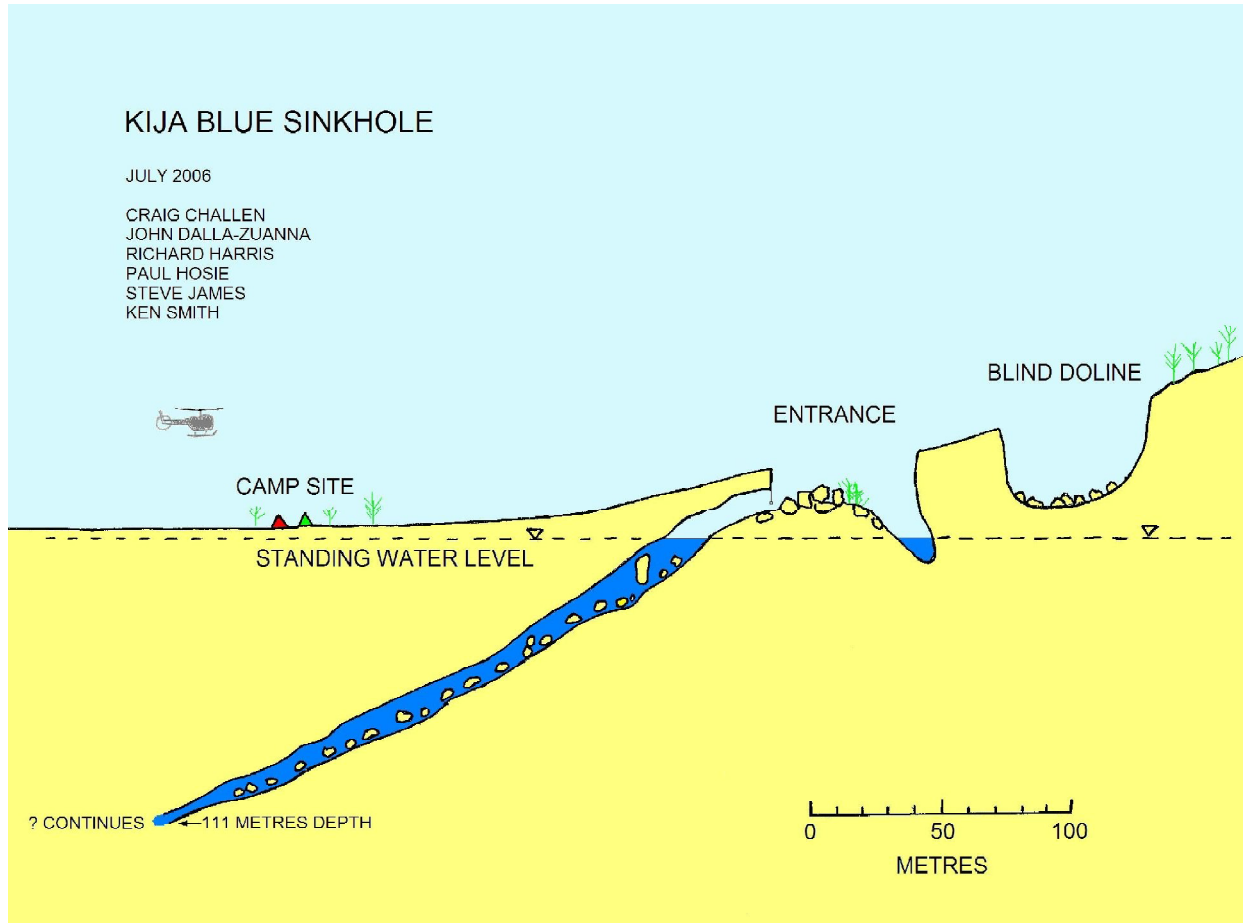 KIJA BLUE SINKHOLE
JULY 2006
CRAIG CHALLEN
JOHN DALLA-ZUANNA
RICHARD HARRIS
PAUL HOSIE
STEVE JAMES
KEN SMITH
BLIND DOLINE
ENTRANCE
CAMP SITE
STANDING WATER LEVEL
? CONTINUES
111 METRES DEPTH
0 50 100
METRES